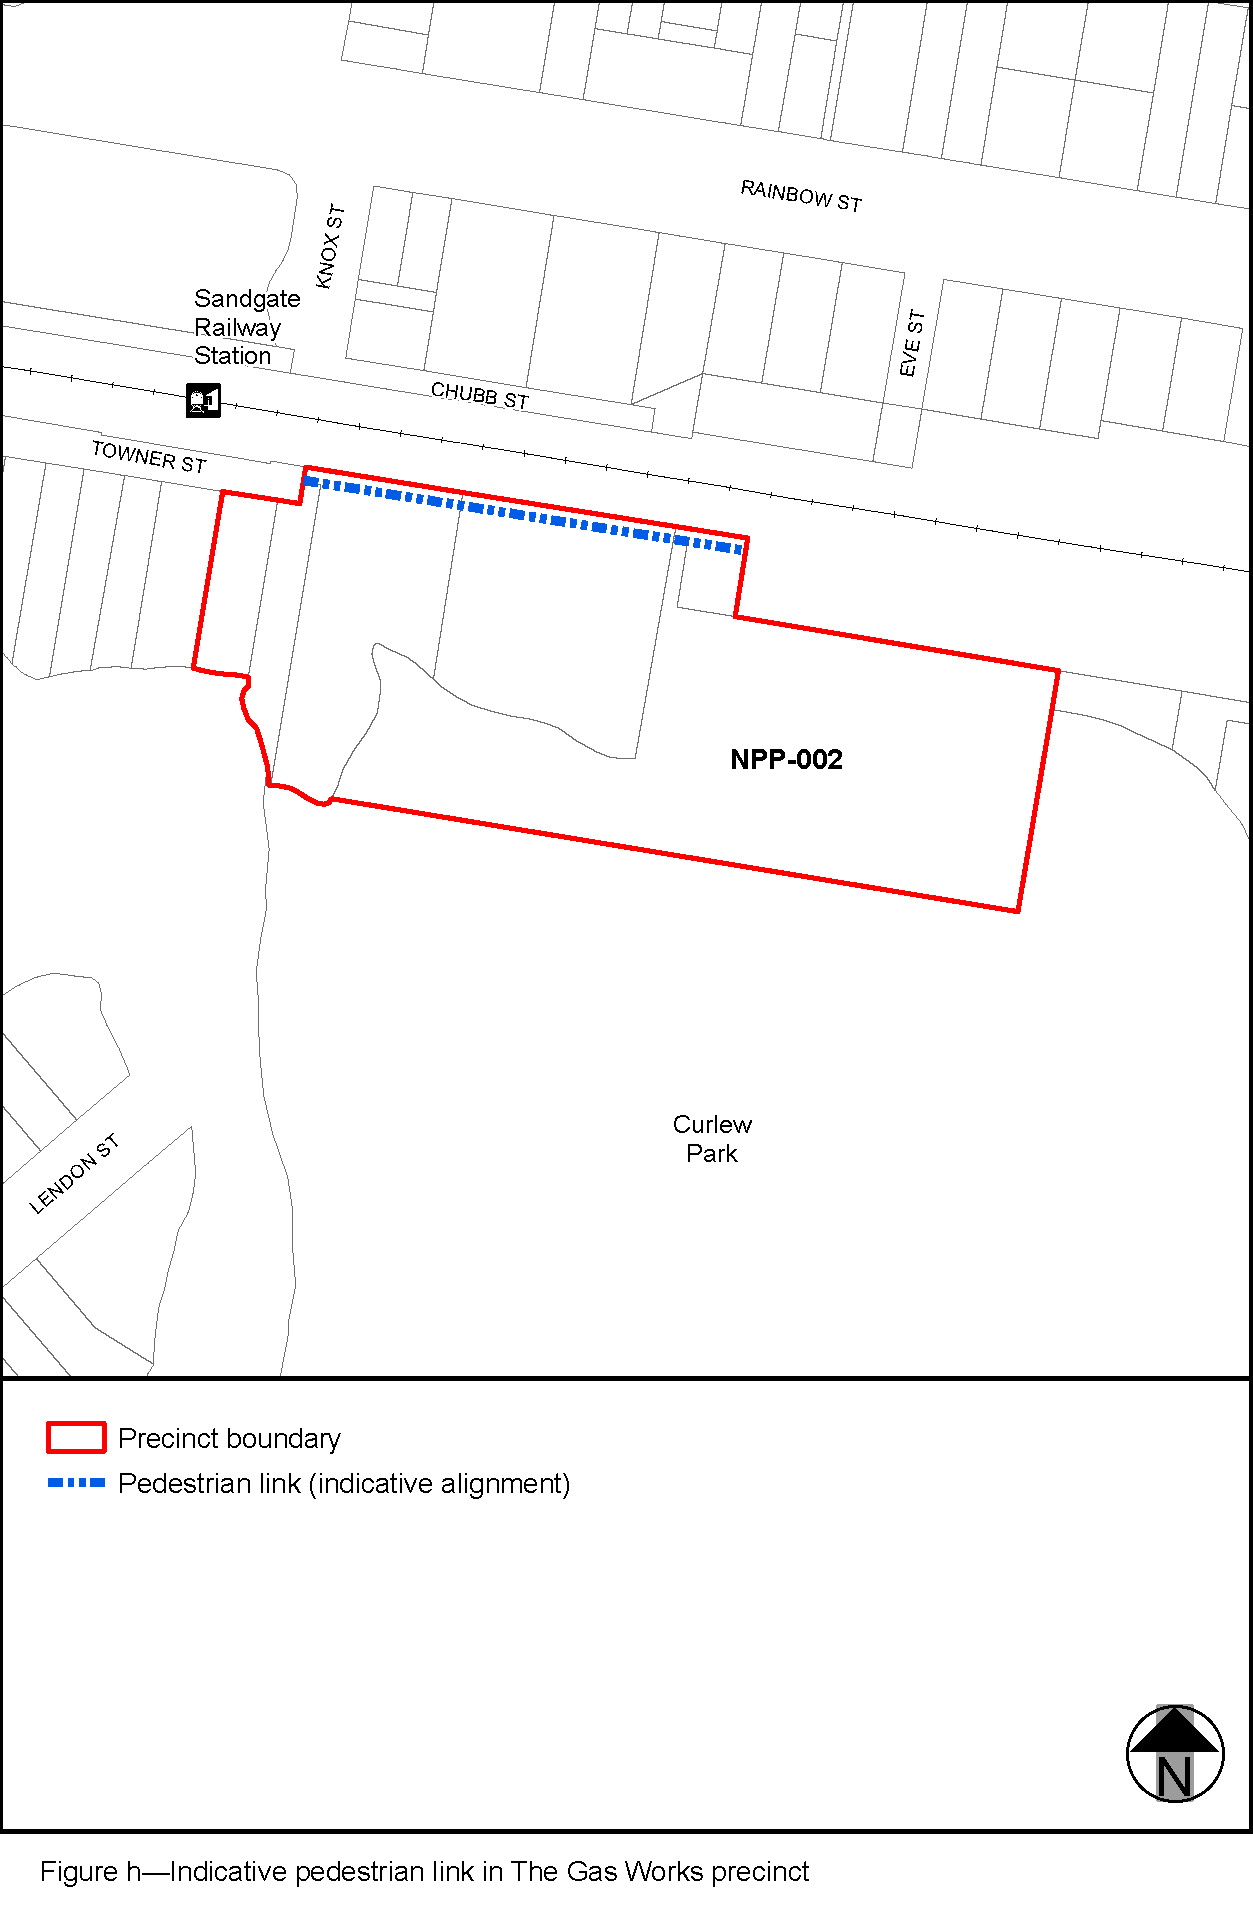 RAINBOW ST
KNOX ST
Sandgate
Railway
Station
EVE ST
CHUBB ST
TOWNER ST
NPP-002
Curlew
Park
LENDON ST
Precinct boundary
Pedestrian link (indicative alignment)
N
Figure h—Indicative pedestrian link in The Gas Works precinct